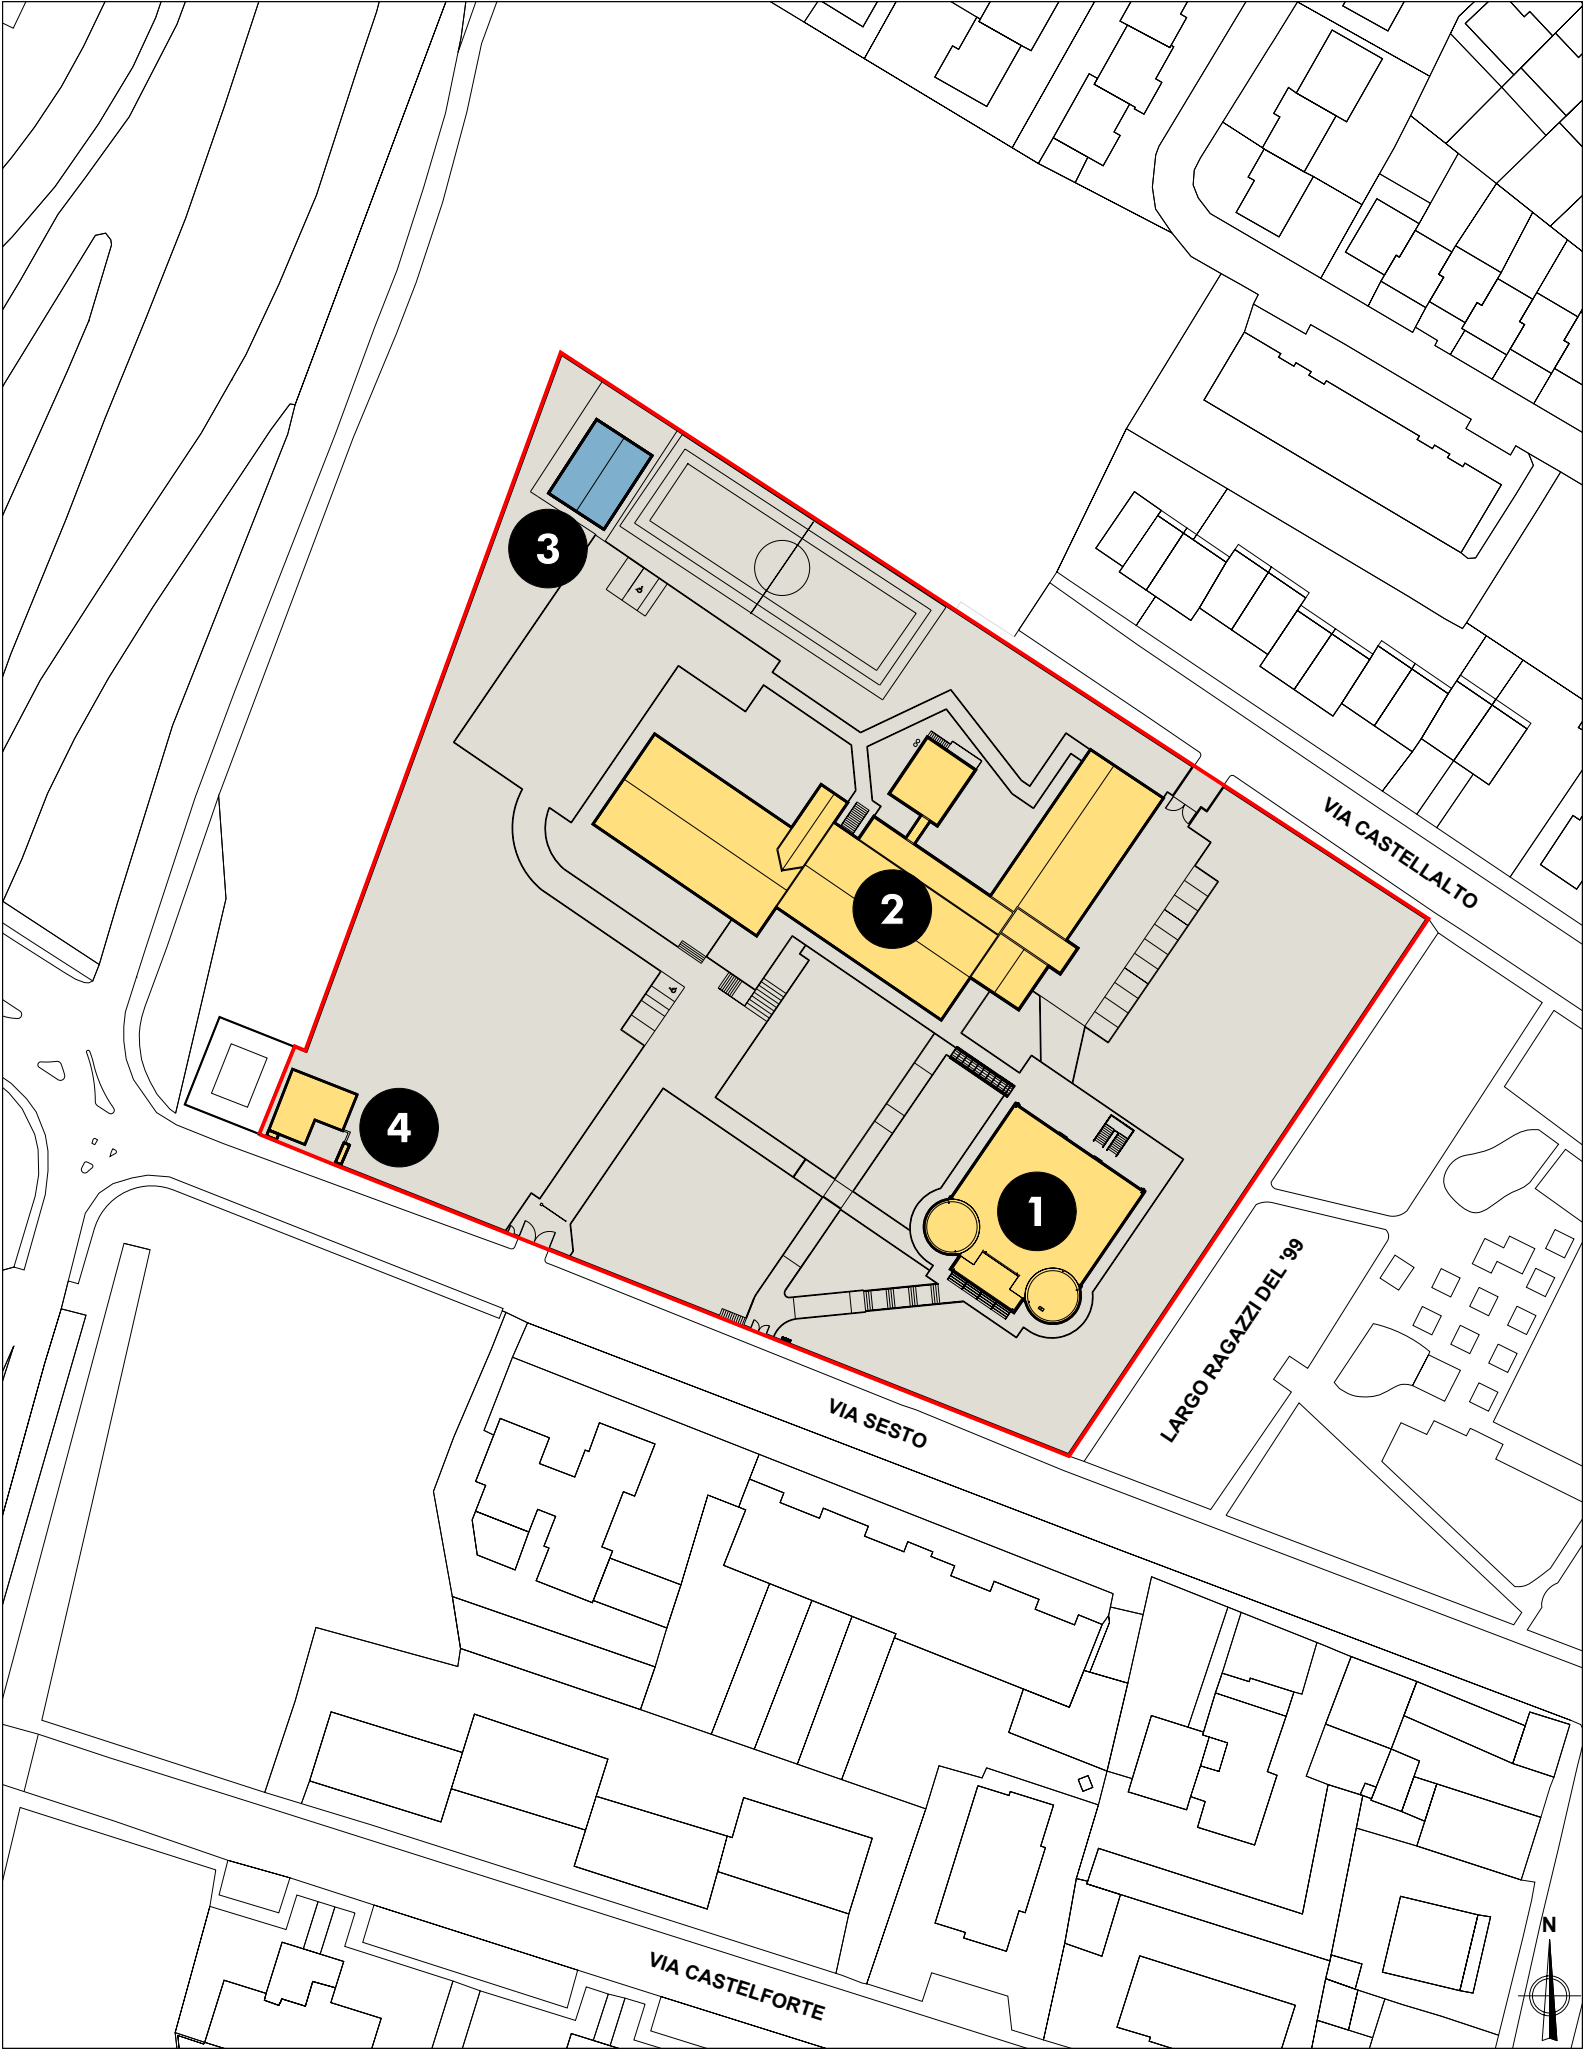 3
2
VIA CASTELLALTO
4
1
LARGO RAGAZZI DEL '99
VIA SESTO
N
VIA CASTELFORTE